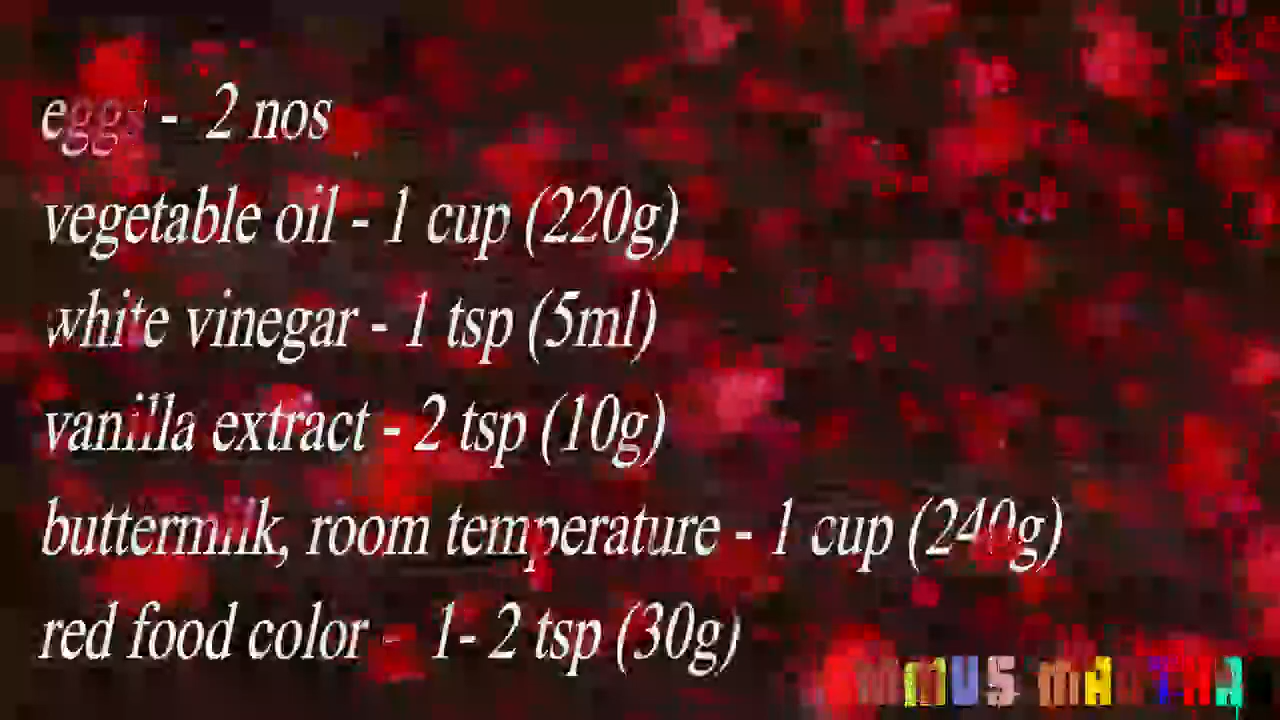 eggs - 2 nos
vegetable oil - 1 cup (220g)
white vinegar - 1 tsp (5ml)
vanilla extract - 2 tsp (10g)
buttermilk, room temperature - 1 cup (240g)
red food color - 1- 2 tsp (30g)